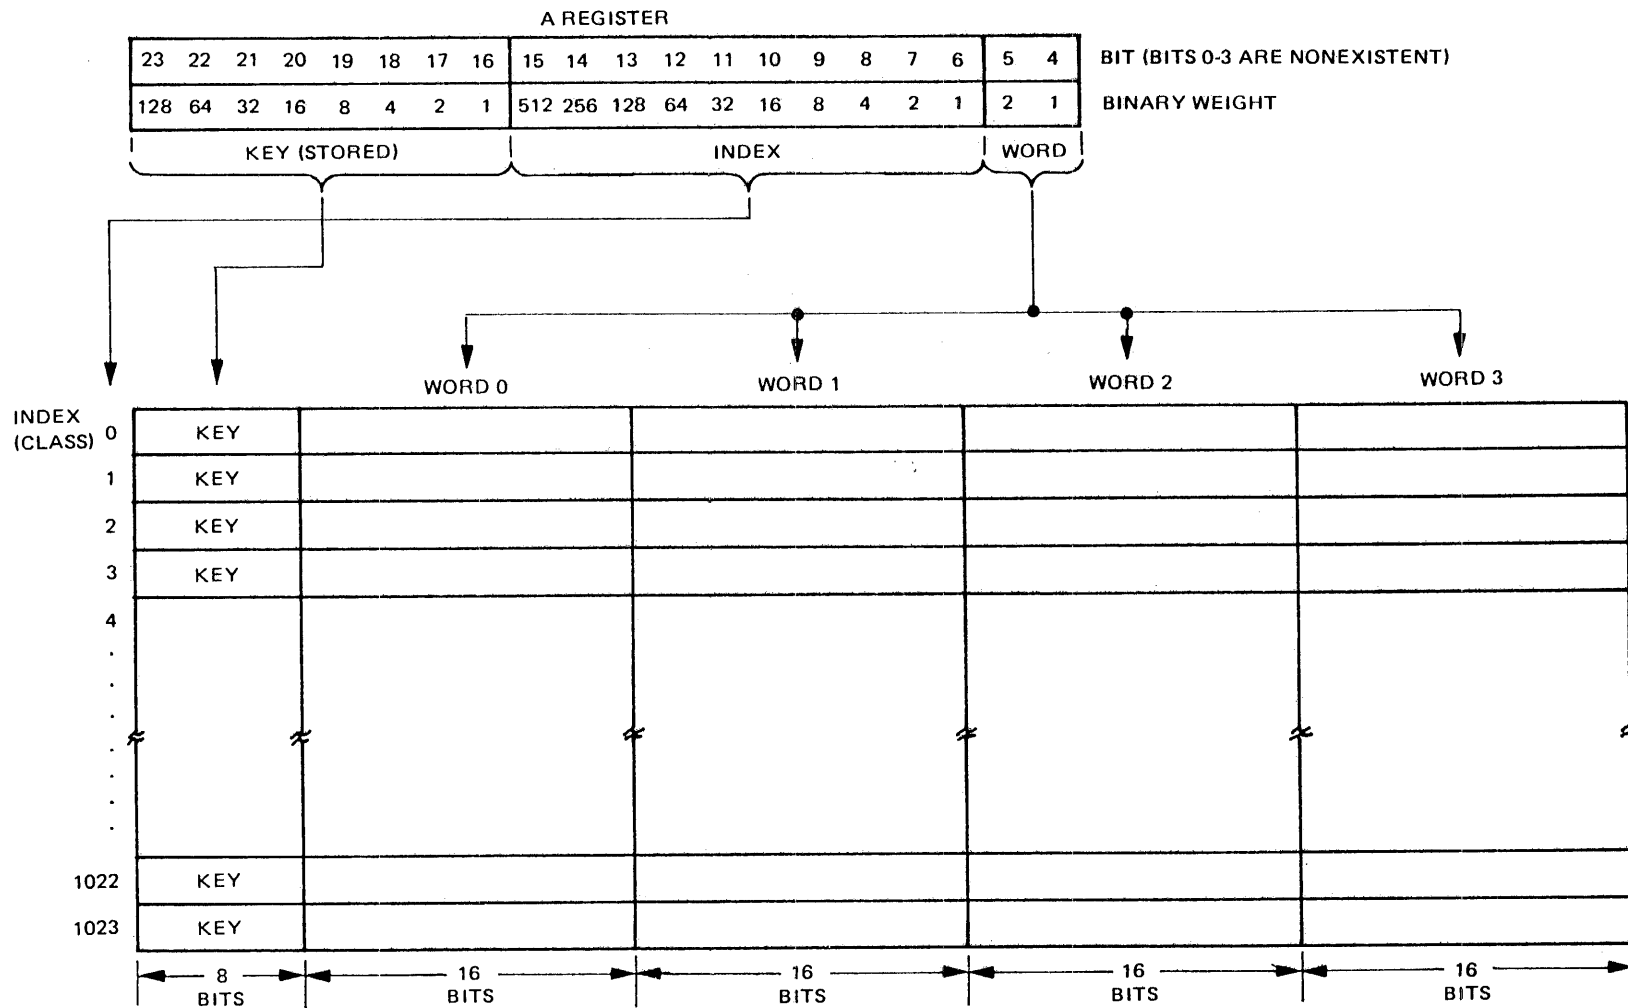 A REGISTER
23 22 21 20 19 18 17 16 15 14 13 12 11 10 9 8 7 6 5 4 BIT (BITS 0-3 ARE NONEXISTENT)
128 64 32 16 8 4 2 1 512 256 128 64 32 16 8 4 2 1 2 1 BINARY WEIGHT
KEY (STORED) INDEX WORD
WORD 0 WORD 1 WORD 2 WORD 3
INDEX
(CLASS) 0 KEY
1 KEY
2 KEY
3 KEY
4
.
.
.
.
.
.
.
1022 KEY
1023 KEY
8 16 16 16 16
BITS BITS BITS BITS BITS